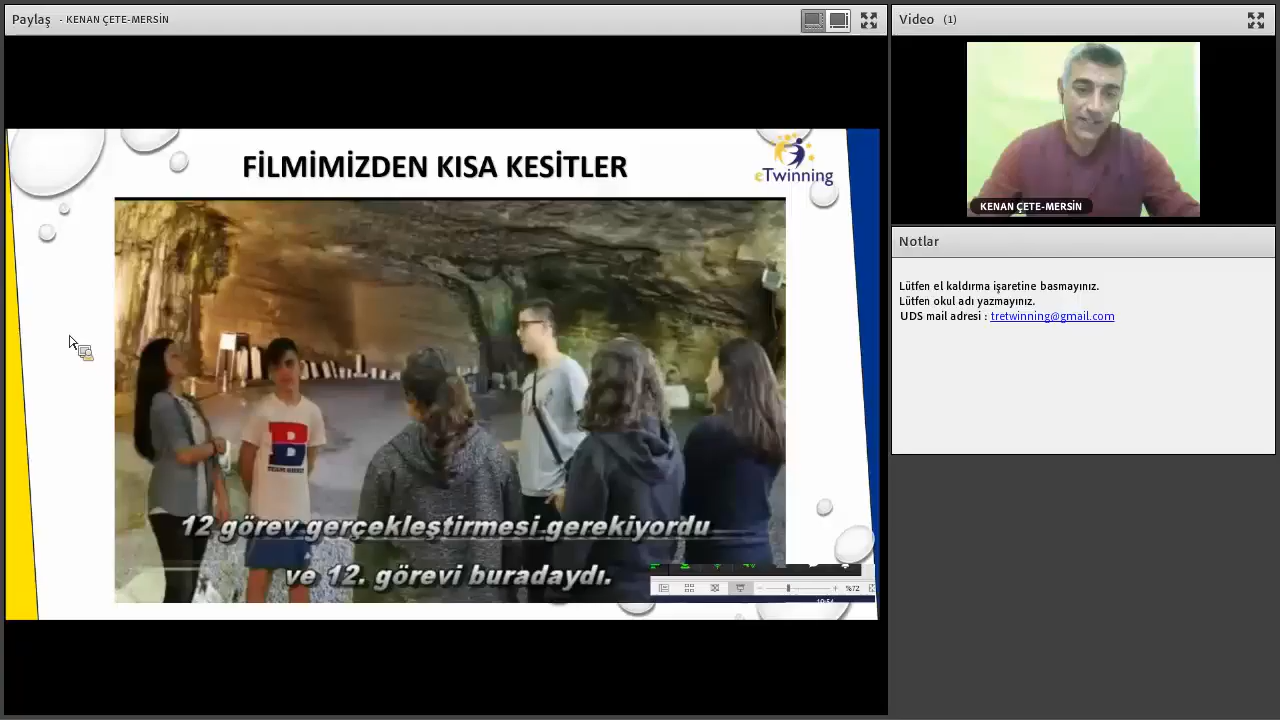 Paylaş - KENAN ÇETE-MERSİN
Video (1)
KENAN ÇETE-MERSİN
FİLMİMİZDEN KISA KESİTLER
eTwinning
Notlar
Lütfen el kaldırma işaretine basmayınız.
Lütfen okul adı yazmayınız.
UDS mail adresi : tretwinning@gmail.com
B
12 görev gerçekleştirmesi gerekiyordu
ve 12. görevi buradaydı.
%72